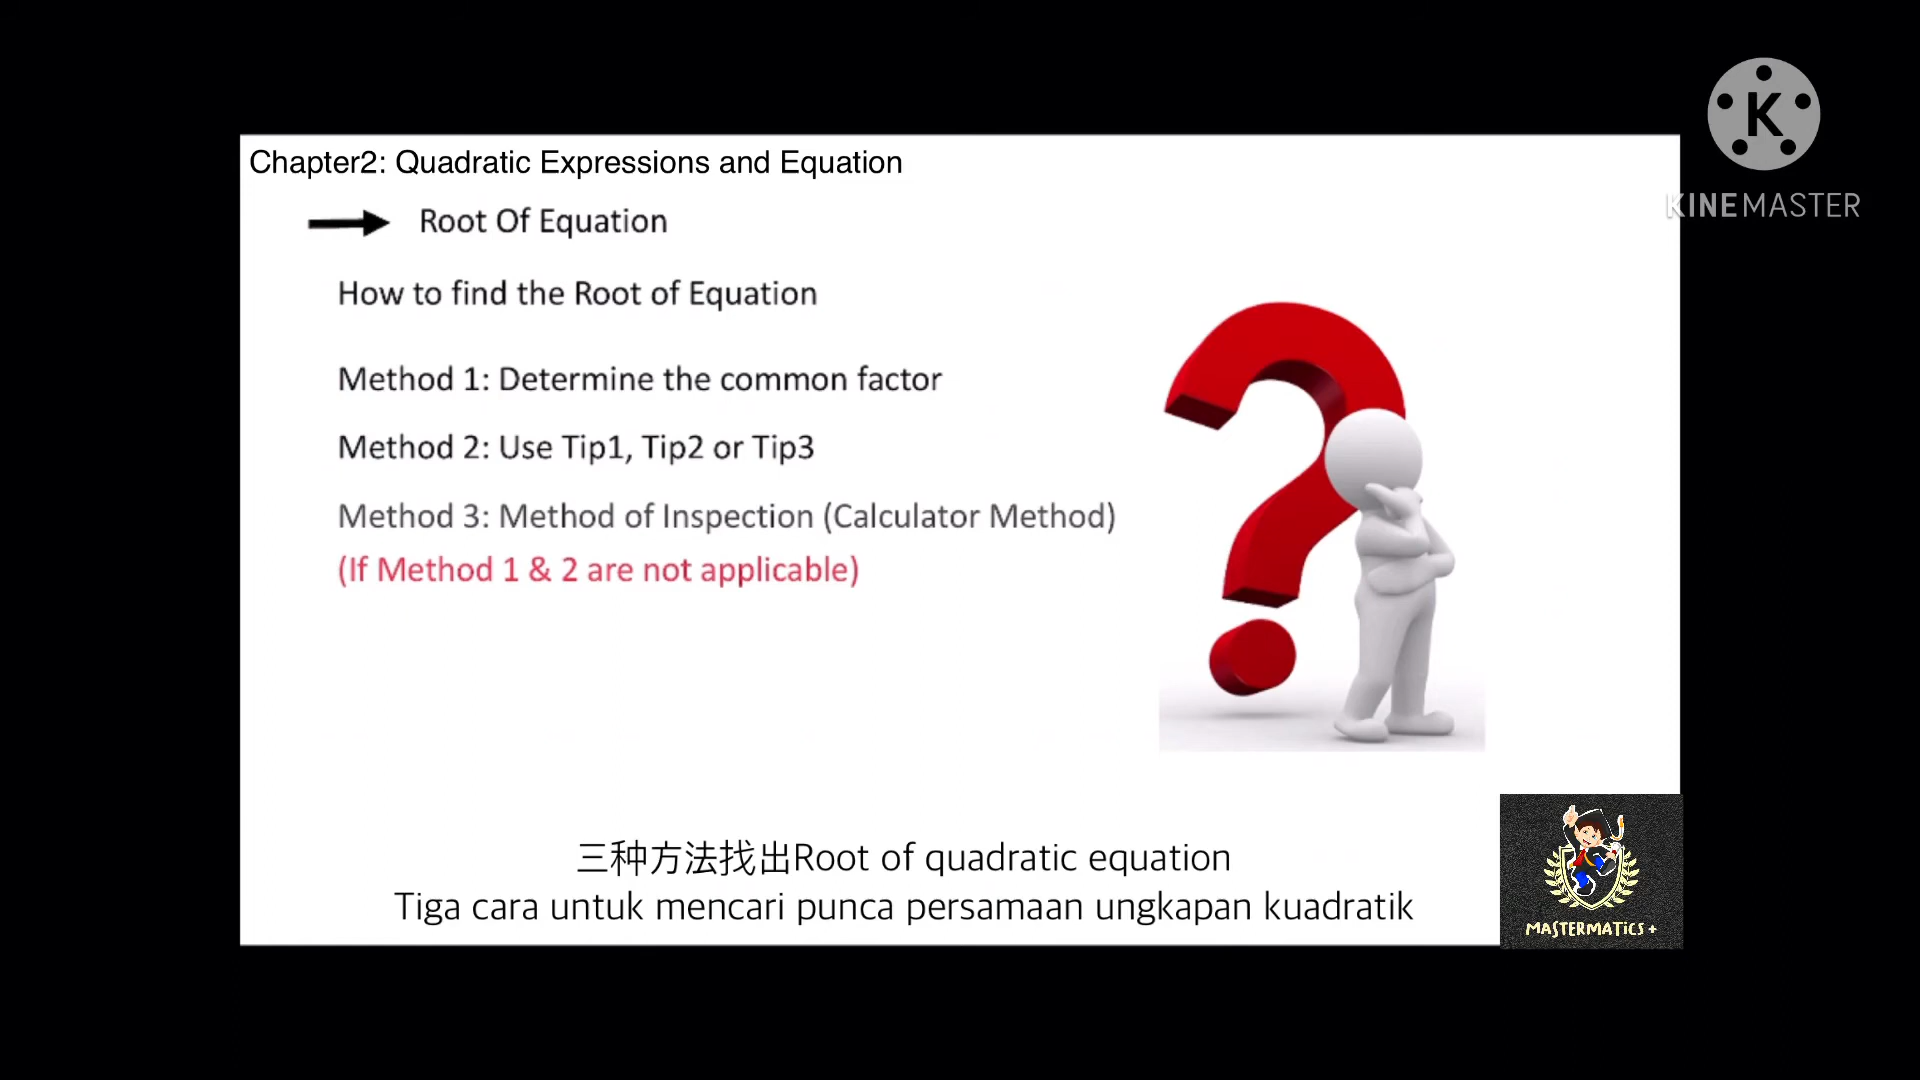 K
KINEMASTER
Chapter2: Quadratic Expressions and Equation
Root Of Equation
How to find the Root of Equation
Method 1: Determine the common factor
Method 2: Use Tip1, Tip2 or Tip3
Method 3: Method of Inspection (Calculator Method)
(If Method 1 & 2 are not applicable)
三种方法找出Root of quadratic equation
Tiga cara untuk mencari punca persamaan ungkapan kuadratik
MASTERMATiCS +